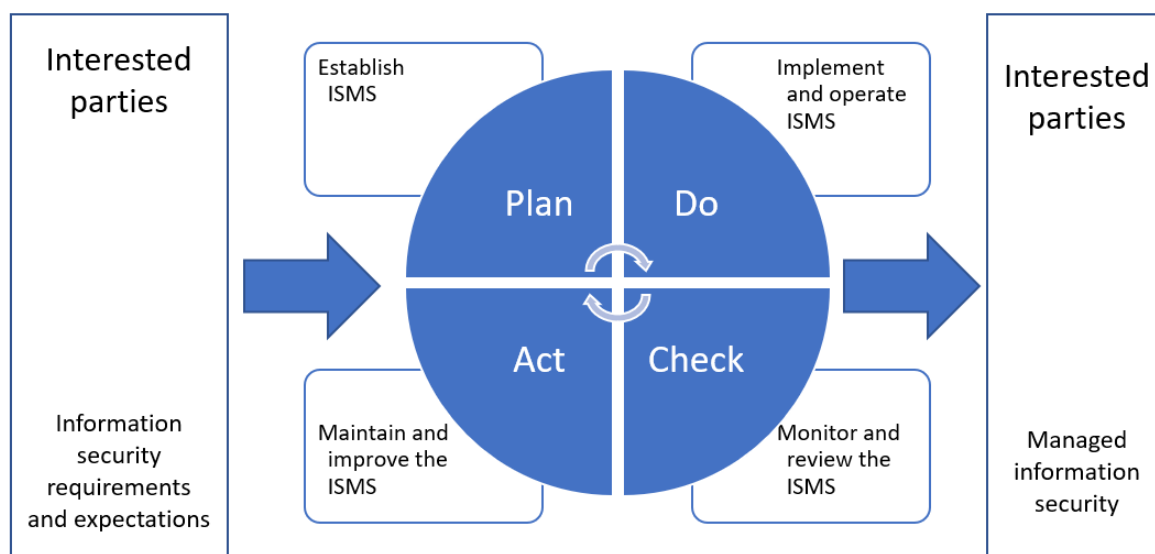 Interested
parties
Information
security
requirements
and expectations
Establish
ISMS
Implement
and operate
ISMS
Plan
Do
Act
Check
Maintain and
improve the
ISMS
Monitor and
review the
ISMS
Interested
parties
Managed
information
security